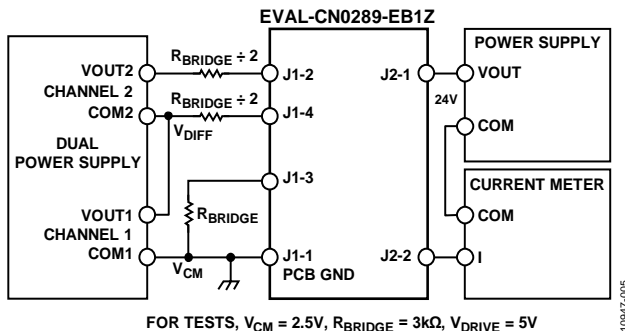 EVAL-CN0289-EB1Z
POWER SUPPLY
VOUT2
CHANNEL 2
COM2
DUAL
POWER SUPPLY
VOUT1
CHANNEL 1
COM1
RBRIDGE ÷ 2
RBRIDGE ÷ 2
VDIFF
RBRIDGE
VCM
J1-2
J1-4
J1-3
J1-1
PCB GND
J2-1
J2-2
24V
VOUT
COM
CURRENT METER
COM
I
FOR TESTS, VCM = 2.5V, RBRIDGE = 3kΩ, VDRIVE = 5V
10947-005